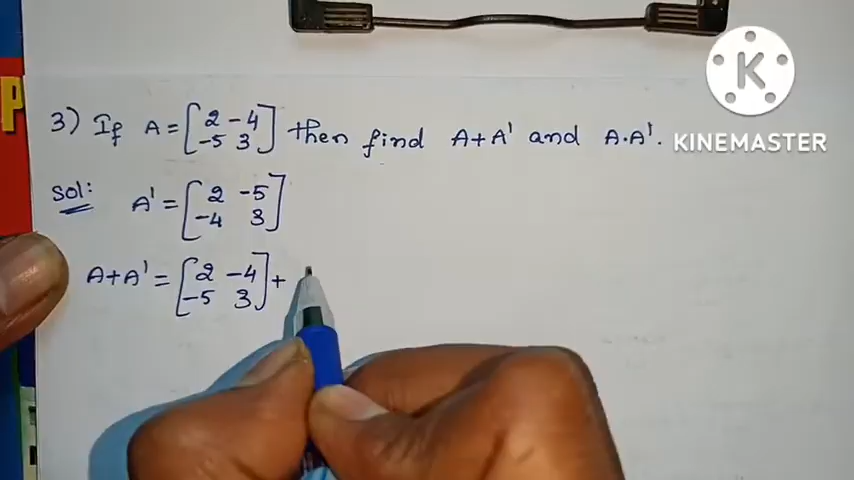 3) If A = [2 -4 -5 3] then find A+A' and A·A'.
Sol: A' = [2 -5 -4 3]
A+A' = [2 -4 -5 3] +
K
KINEMASTER
P